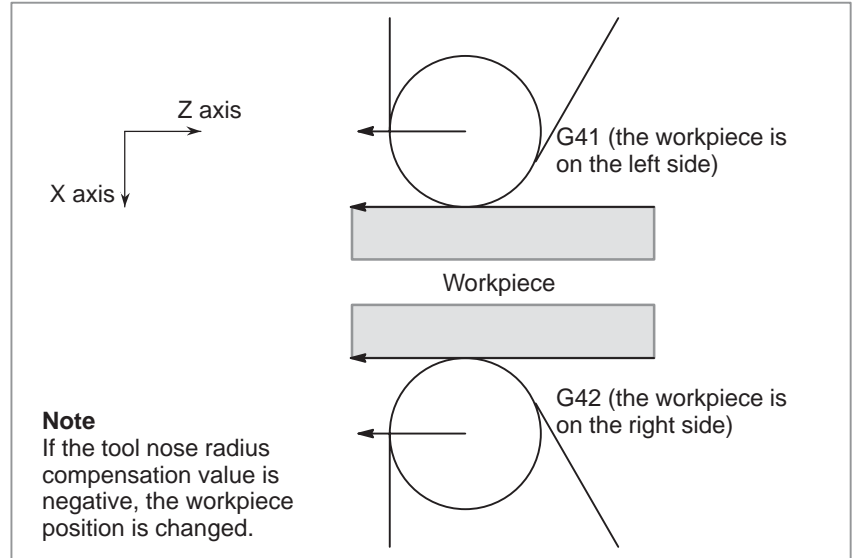 Z axis
X axis
G41 (the workpiece is
on the left side)
Workpiece
G42 (the workpiece is
on the right side)
Note
If the tool nose radius
compensation value is
negative, the workpiece
position is changed.